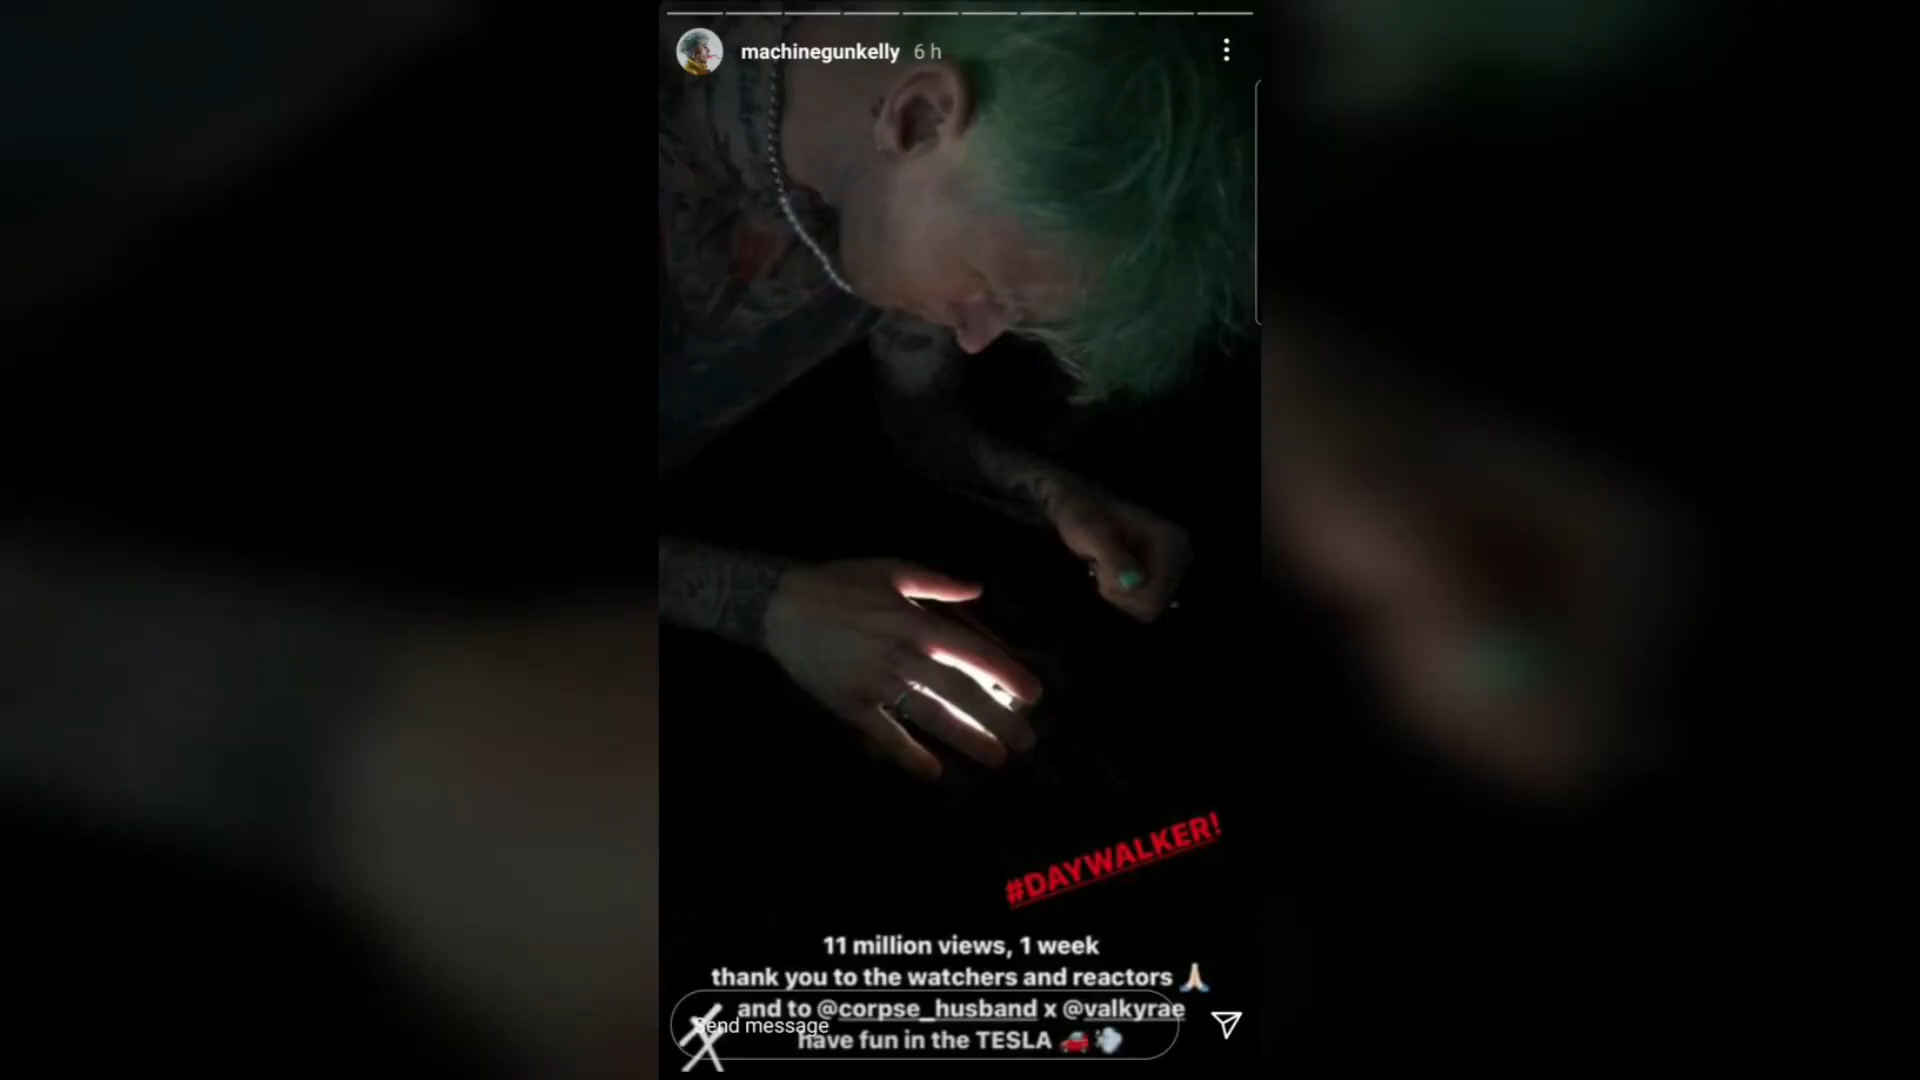 machinegunkelly 6 h
#DAYWALKER!
11 million views, 1 week
thank you to the watchers and reactors 🙏🏻
and to @corpse_husband x @valkyrae
Send message
have fun in the TESLA 🚗💨